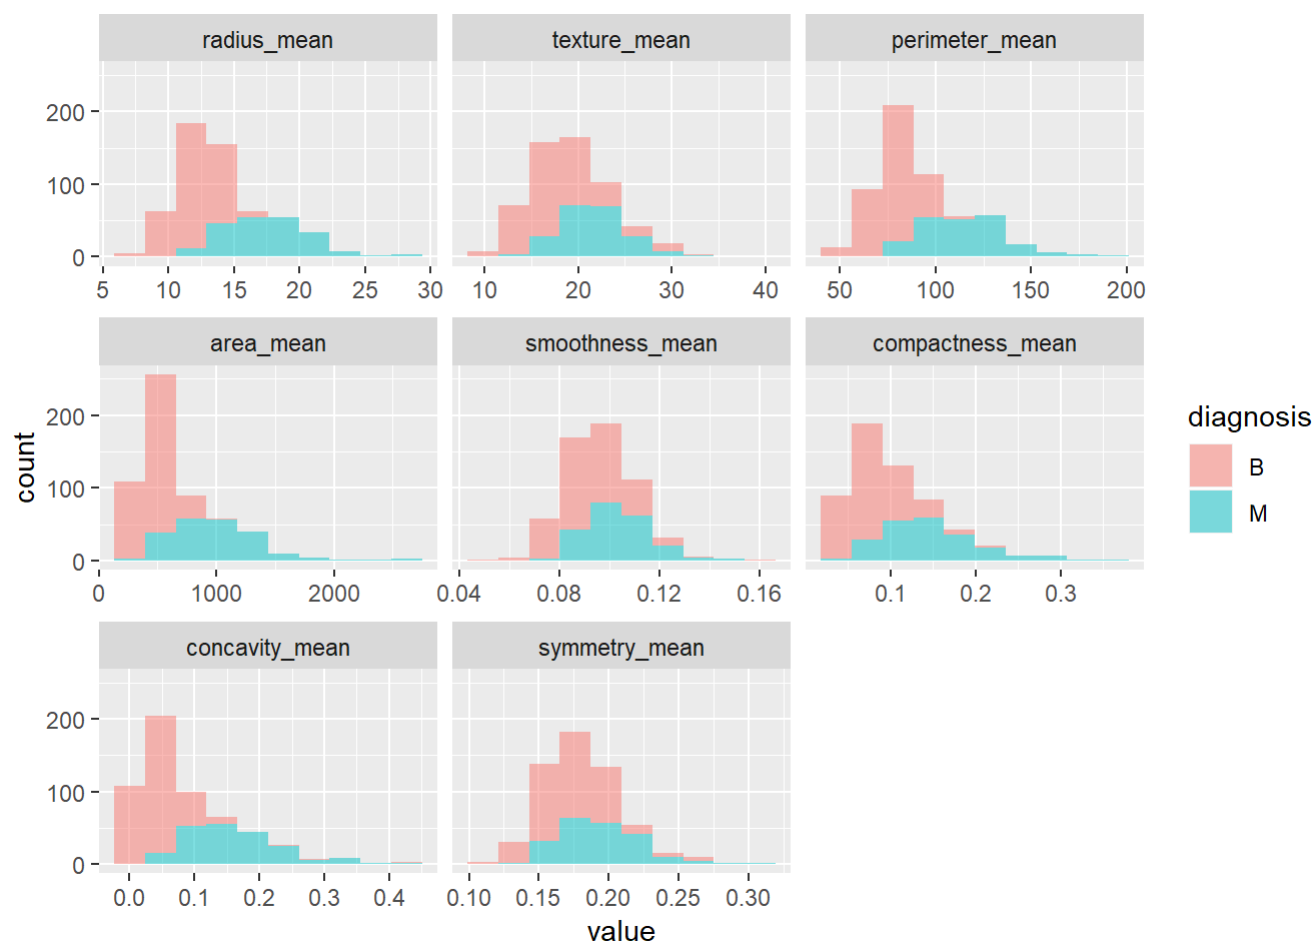 radius_mean texture_mean perimeter_mean
200
100
0
5 10 15 20 25 30 10 20 30 40 50 100 150 200
area_mean smoothness_mean compactness_mean
200
100
0
0 1000 2000 0.04 0.08 0.12 0.16 0.1 0.2 0.3
concavity_mean symmetry_mean
200
100
0
0.0 0.1 0.2 0.3 0.4 0.10 0.15 0.20 0.25 0.30
count
value
diagnosis
B
M